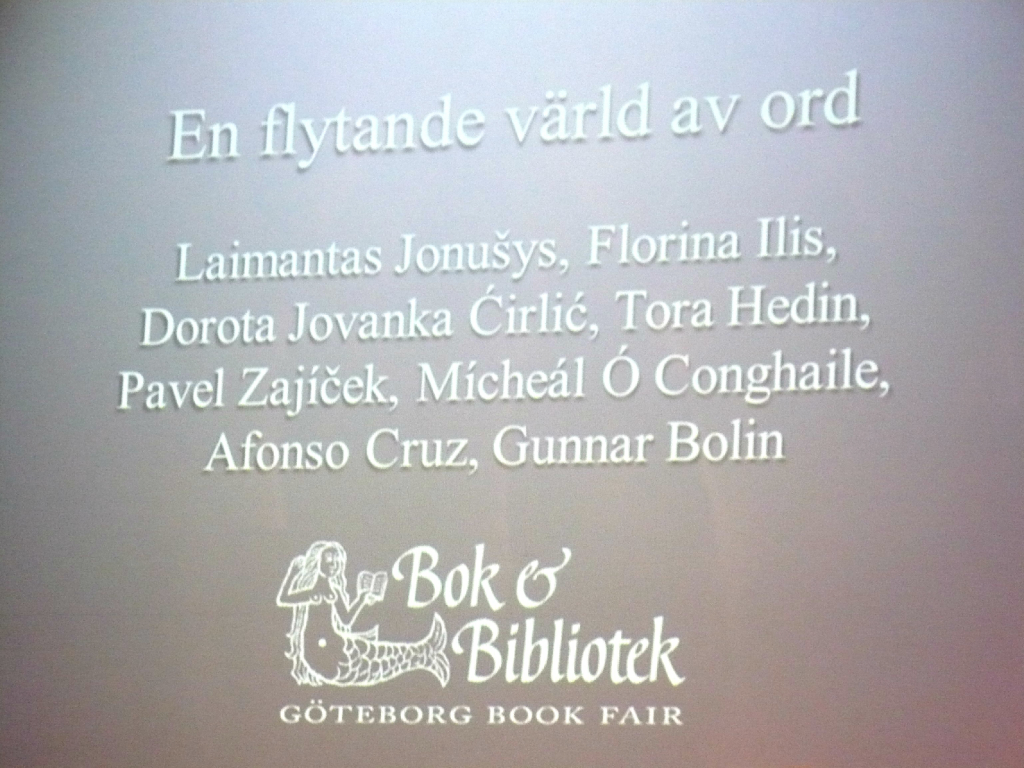 En flytande värld av ord
Laimantas Jonušys, Florina Ilis,
Dorota Jovanka Ćirlić, Tora Hedin,
Pavel Zajíček, Mícheál Ó Conghaile,
Afonso Cruz, Gunnar Bolin
Bok &
Bibliotek
GÖTEBORG BOOK FAIR